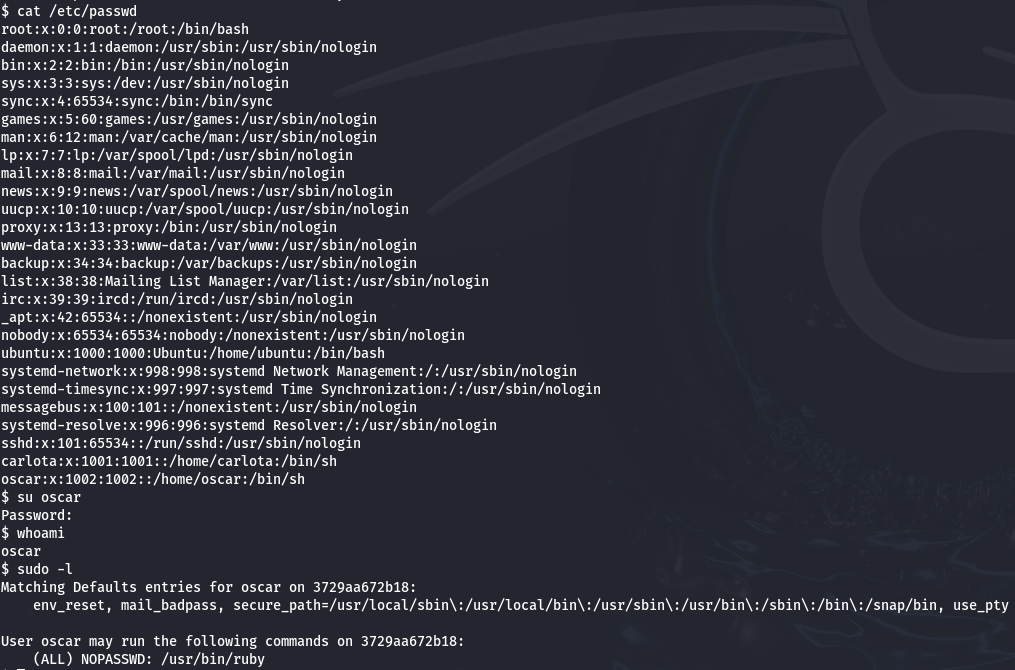 $ cat /etc/passwd
root:x:0:0:root:/root:/bin/bash
daemon:x:1:1:daemon:/usr/sbin:/usr/sbin/nologin
bin:x:2:2:bin:/bin:/usr/sbin/nologin
sys:x:3:3:sys:/dev:/usr/sbin/nologin
sync:x:4:65534:sync:/bin:/bin/sync
games:x:5:60:games:/usr/games:/usr/sbin/nologin
man:x:6:12:man:/var/cache/man:/usr/sbin/nologin
lp:x:7:7:lp:/var/spool/lpd:/usr/sbin/nologin
mail:x:8:8:mail:/var/mail:/usr/sbin/nologin
news:x:9:9:news:/var/spool/news:/usr/sbin/nologin
uucp:x:10:10:uucp:/var/spool/uucp:/usr/sbin/nologin
proxy:x:13:13:proxy:/bin:/usr/sbin/nologin
www-data:x:33:33:www-data:/var/www:/usr/sbin/nologin
backup:x:34:34:backup:/var/backups:/usr/sbin/nologin
list:x:38:38:Mailing List Manager:/var/list:/usr/sbin/nologin
irc:x:39:39:ircd:/run/ircd:/usr/sbin/nologin
_apt:x:42:65534::/nonexistent:/usr/sbin/nologin
nobody:x:65534:65534:nobody:/nonexistent:/usr/sbin/nologin
ubuntu:x:1000:1000:Ubuntu:/home/ubuntu:/bin/bash
systemd-network:x:998:998:systemd Network Management:/:/usr/sbin/nologin
systemd-timesync:x:997:997:systemd Time Synchronization:/:/usr/sbin/nologin
messagebus:x:100:101::/nonexistent:/usr/sbin/nologin
systemd-resolve:x:996:996:systemd Resolver:/:/usr/sbin/nologin
sshd:x:101:65534::/run/sshd:/usr/sbin/nologin
carlota:x:1001:1001::/home/carlota:/bin/sh
oscar:x:1002:1002::/home/oscar:/bin/sh
$ su oscar
Password:
$ whoami
oscar
$ sudo -l
Matching Defaults entries for oscar on 3729aa672b18:
    env_reset, mail_badpass, secure_path=/usr/local/sbin\:/usr/local/bin\:/usr/sbin\:/usr/bin\:/sbin\:/bin\:/snap/bin, use_pty

User oscar may run the following commands on 3729aa672b18:
    (ALL) NOPASSWD: /usr/bin/ruby